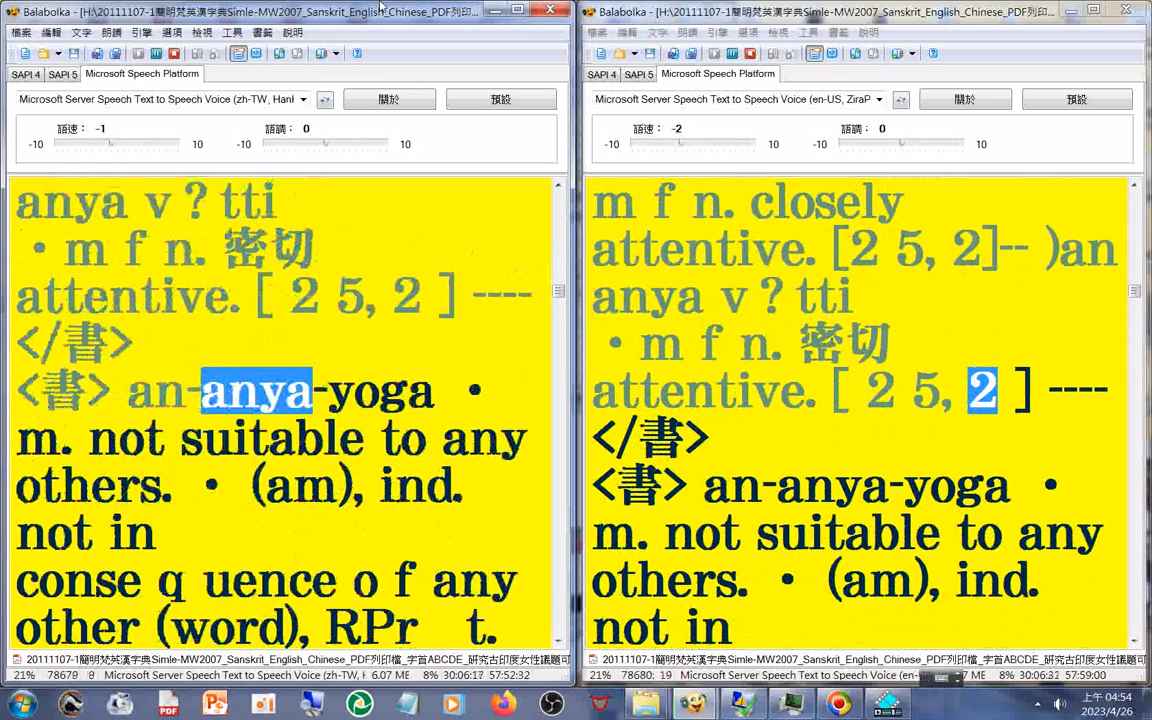 Balabolka - [H:\20111107-1簡明梵英漢字典Simle-MW2007_Sanskrit_English_Chinese_PDF列印檔...
檔案 編輯 文字 朗讀 引擎 選項 檢視 工具 書籤 說明
SAPI 4 SAPI 5 Microsoft Speech Platform
Microsoft Server Speech Text to Speech Voice (zh-TW, HanH
關於 預設
語速： -1 語調： 0
-10 10 -10 10
anya v ? tti
• m f n. 密切
attentive. [ 2 5, 2 ] ----
</書>
<書> an-anya-yoga •
m. not suitable to any
others. • (am), ind.
not in
conse q uence o f any
other (word), RPr t.
20111107-1簡明梵英漢字典Simle-MW2007_Sanskrit_English_Chinese_PDF列印檔_字首ABCDE_研究古印度女性議題可
21% 78679 8 Microsoft Server Speech Text to Speech Voice (zh-TW, H 6.07 ME 8% 30:06:17 57:52:32
Balabolka - [H:\20111107-1簡明梵英漢字典Simle-MW2007_Sanskrit_English_Chinese_PDF列印...
檔案 編輯 文字 朗讀 引擎 選項 檢視 工具 書籤 說明
SAPI 4 SAPI 5 Microsoft Speech Platform
Microsoft Server Speech Text to Speech Voice (en-US, ZiraP
關於 預設
語速： -2 語調： 0
-10 10 -10 10
m f n. closely
attentive. [2 5, 2]-- )an
anya v ? tti
• m f n. 密切
attentive. [ 2 5, 2 ] ----
</書>
<書> an-anya-yoga •
m. not suitable to any
others. • (am), ind.
not in
20111107-1簡明梵英漢字典Simle-MW2007_Sanskrit_English_Chinese_PDF列印檔_字首ABCDE_研究古印度女性議題可
21% 78680: 19 Microsoft Server Speech Text to Speech Voice (en-US, ME 8% 30:06:3 57:59:00
上午 04:54
2023/4/26